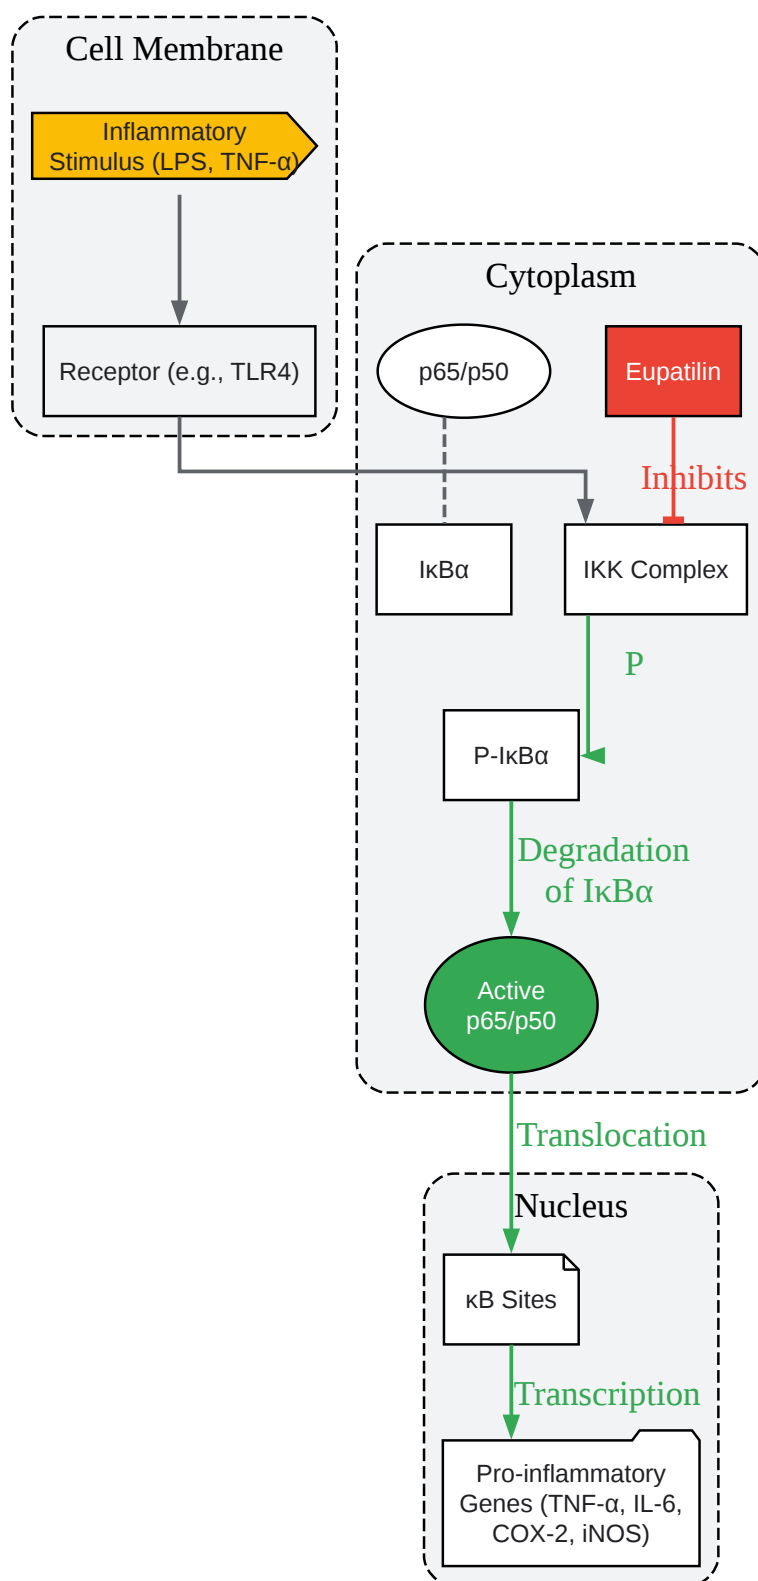 Cell Membrane
Inflammatory
Stimulus (LPS, TNF-α)
Receptor (e.g., TLR4)
Cytoplasm
p65/p50
Eupatilin
Inhibits
IκBα
IKK Complex
P
P-IκBα
Degradation
of IκBα
Active
p65/p50
Translocation
Nucleus
κB Sites
Transcription
Pro-inflammatory
Genes (TNF-α, IL-6,
COX-2, iNOS)